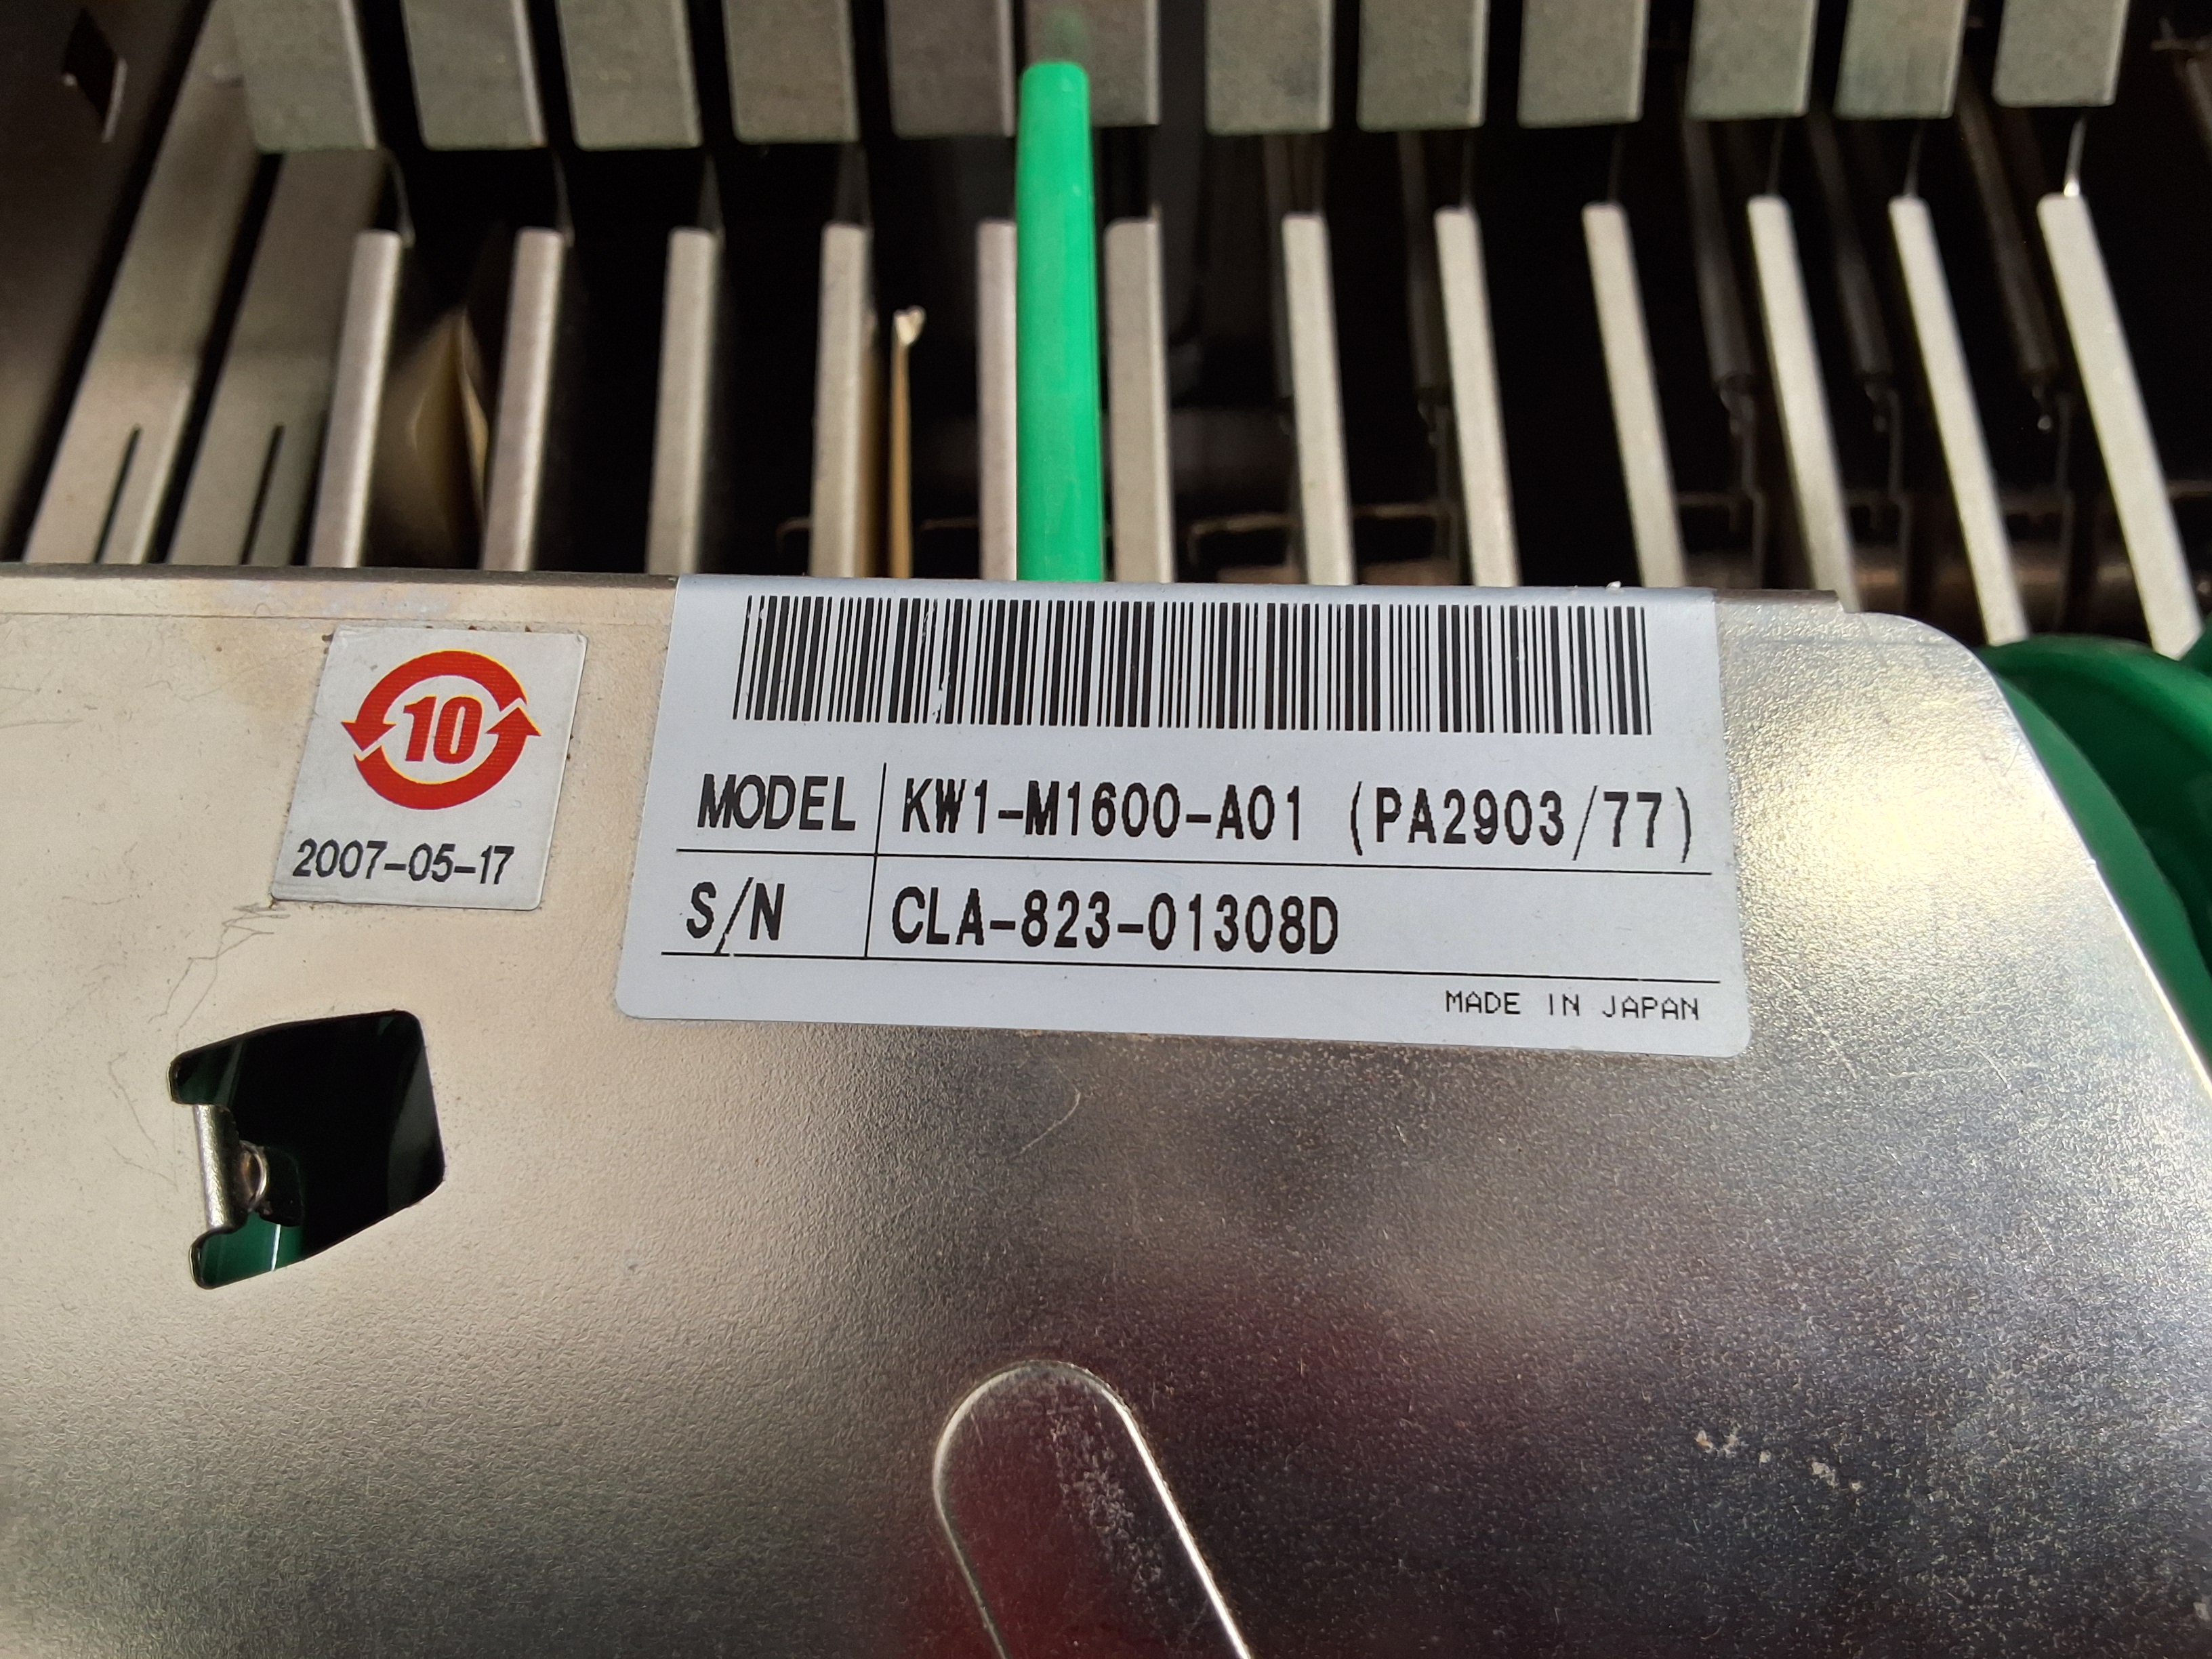 10
2007-05-17
MODEL KW1-M1600-A01 (PA2903/77)
S/N CLA-823-01308D
MADE IN JAPAN